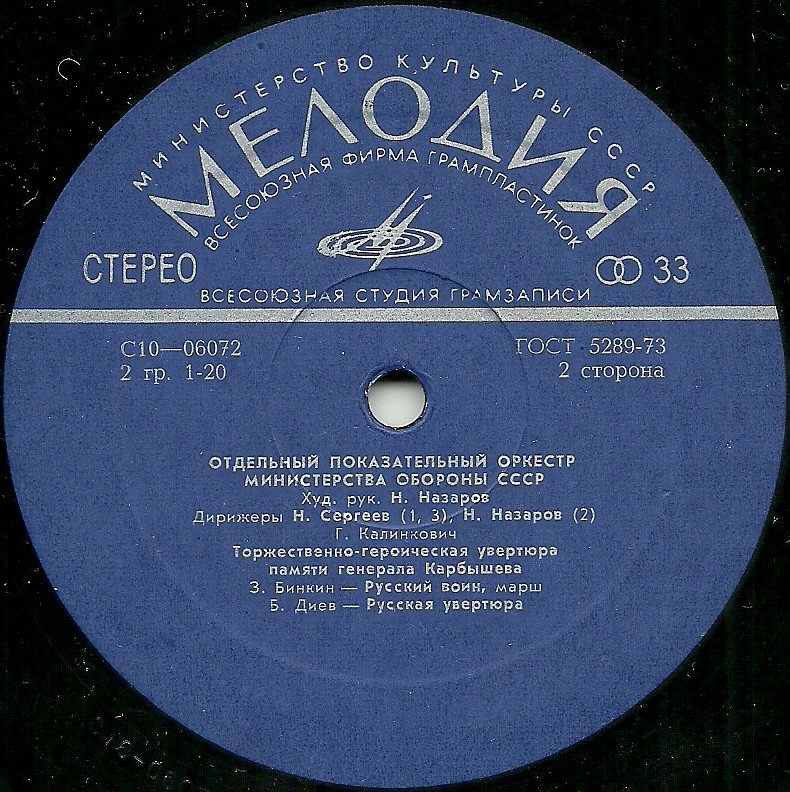 МИНИСТЕРСТВО КУЛЬТУРЫ СССР
МЕЛОДИЯ
ВСЕСОЮЗНАЯ ФИРМА ГРАМПЛАСТИНОК
СТЕРЕО
33
ВСЕСОЮЗНАЯ СТУДИЯ ГРАМЗАПИСИ
С10—06072
ГОСТ 5289-73
2 гр. 1-20
2 сторона
ОТДЕЛЬНЫЙ ПОКАЗАТЕЛЬНЫЙ ОРКЕСТР
МИНИСТЕРСТВА ОБОРОНЫ СССР
Худ. рук. Н. Назаров
Дирижеры Н. Сергеев (1, 3), Н. Назаров (2)
Г. Калинкович
Торжественно-героическая увертюра
памяти генерала Карбышева
З. Бинкин — Русский воин, марш
Б. Диев — Русская увертюра